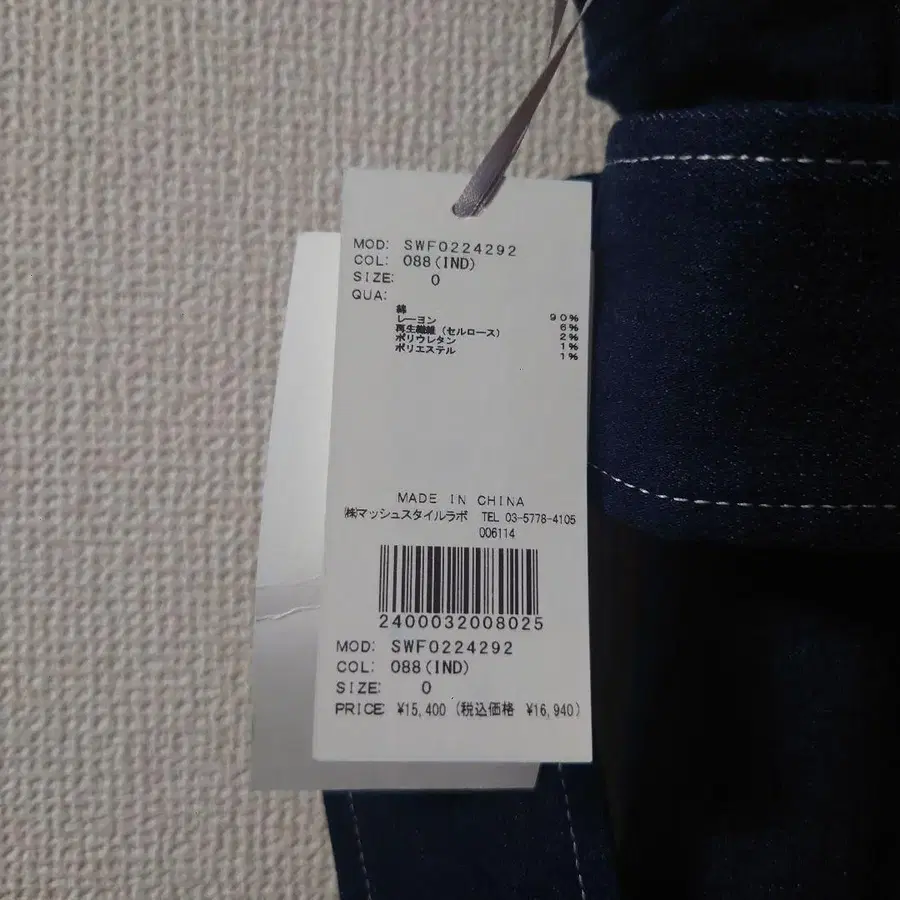 MOD: SWF0224292
COL: 088(IND)
SIZE: 0
QUA:
綿 90%
レーヨン 6%
再生繊維(セルロース) 2%
ポリウレタン 1%
ポリエステル 1%
MADE IN CHINA
㈱マッシュスタイルラボ TEL 03-5778-4105
006114
2400032008025
MOD: SWF0224292
COL: 088(IND)
SIZE: 0
PRICE: ¥15,400 (税込価格 ¥16,940)